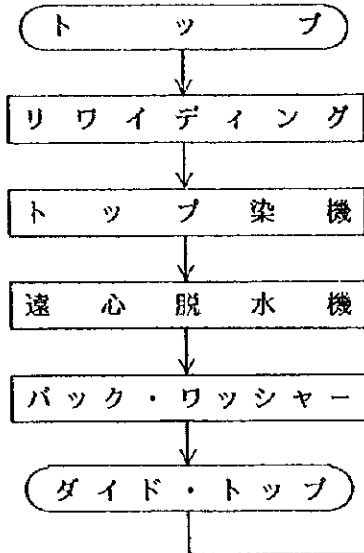 トップ
リワイディング
トップ染機
遠心脱水機
バック・ワッシャー
ダイド・トップ